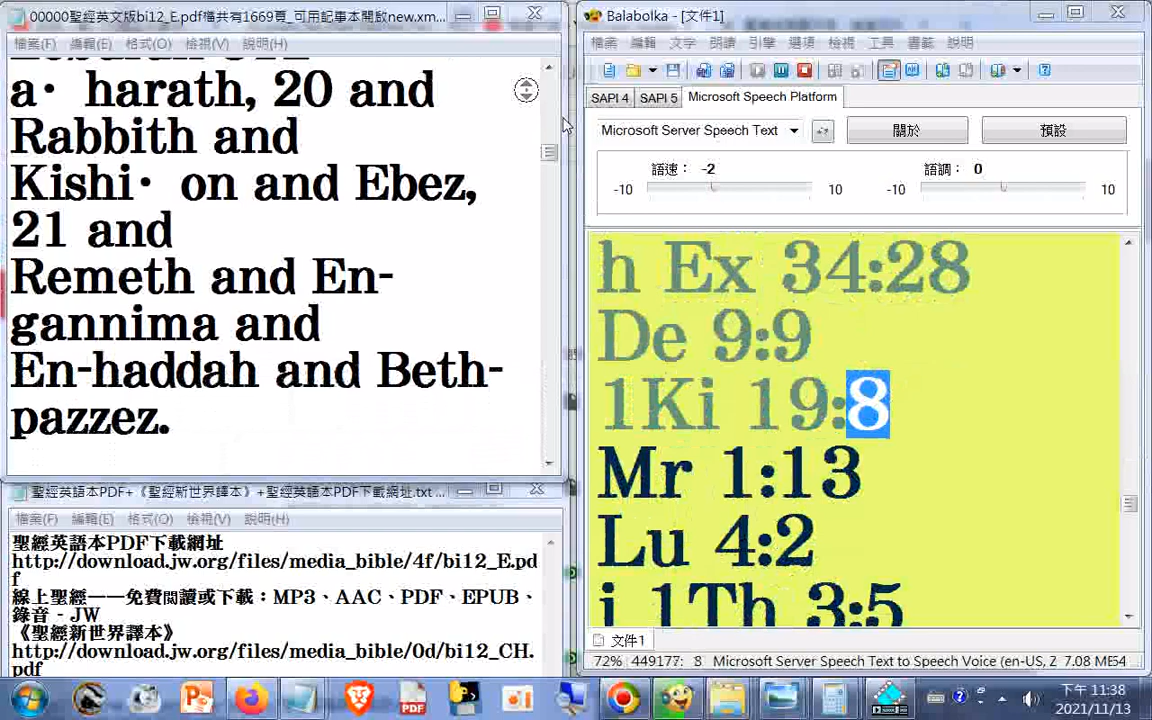 00000聖經英文版bi12_E.pdf檔共有1669頁_可用記事本開啟new.xm...
檔案(F) 編輯(E) 格式(O) 檢視(V) 說明(H)
a· harath, 20 and
Rabbith and
Kishi· on and Ebez,
21 and
Remeth and En-
gannima and
En-haddah and Beth-
pazzez.
聖經英語本PDF+《聖經新世界譯本》+聖經英語本PDF下載網址.txt ...
檔案(F) 編輯(E) 格式(O) 檢視(V) 說明(H)
聖經英語本PDF下載網址
http://download.jw.org/files/media_bible/4f/bi12_E.pd
f
線上聖經——免費閱讀或下載：MP3、AAC、PDF、EPUB、
錄音 - JW
《聖經新世界譯本》
http://download.jw.org/files/media_bible/0d/bi12_CH.
pdf
Balabolka - [文件1]
檔案 編輯 文字 朗讀 引擎 選項 檢視 工具 書籤 說明
SAPI 4 SAPI 5 Microsoft Speech Platform
Microsoft Server Speech Text 關於 預設
語速： -2 語調： 0
-10 10 -10 10
h Ex 34:28
De 9:9
1Ki 19:8
Mr 1:13
Lu 4:2
i 1Th 3:5
文件1
72% 449177: 8 Microsoft Server Speech Text to Speech Voice (en-US, Z 7.08 ME54
下午 11:38
2021/11/13